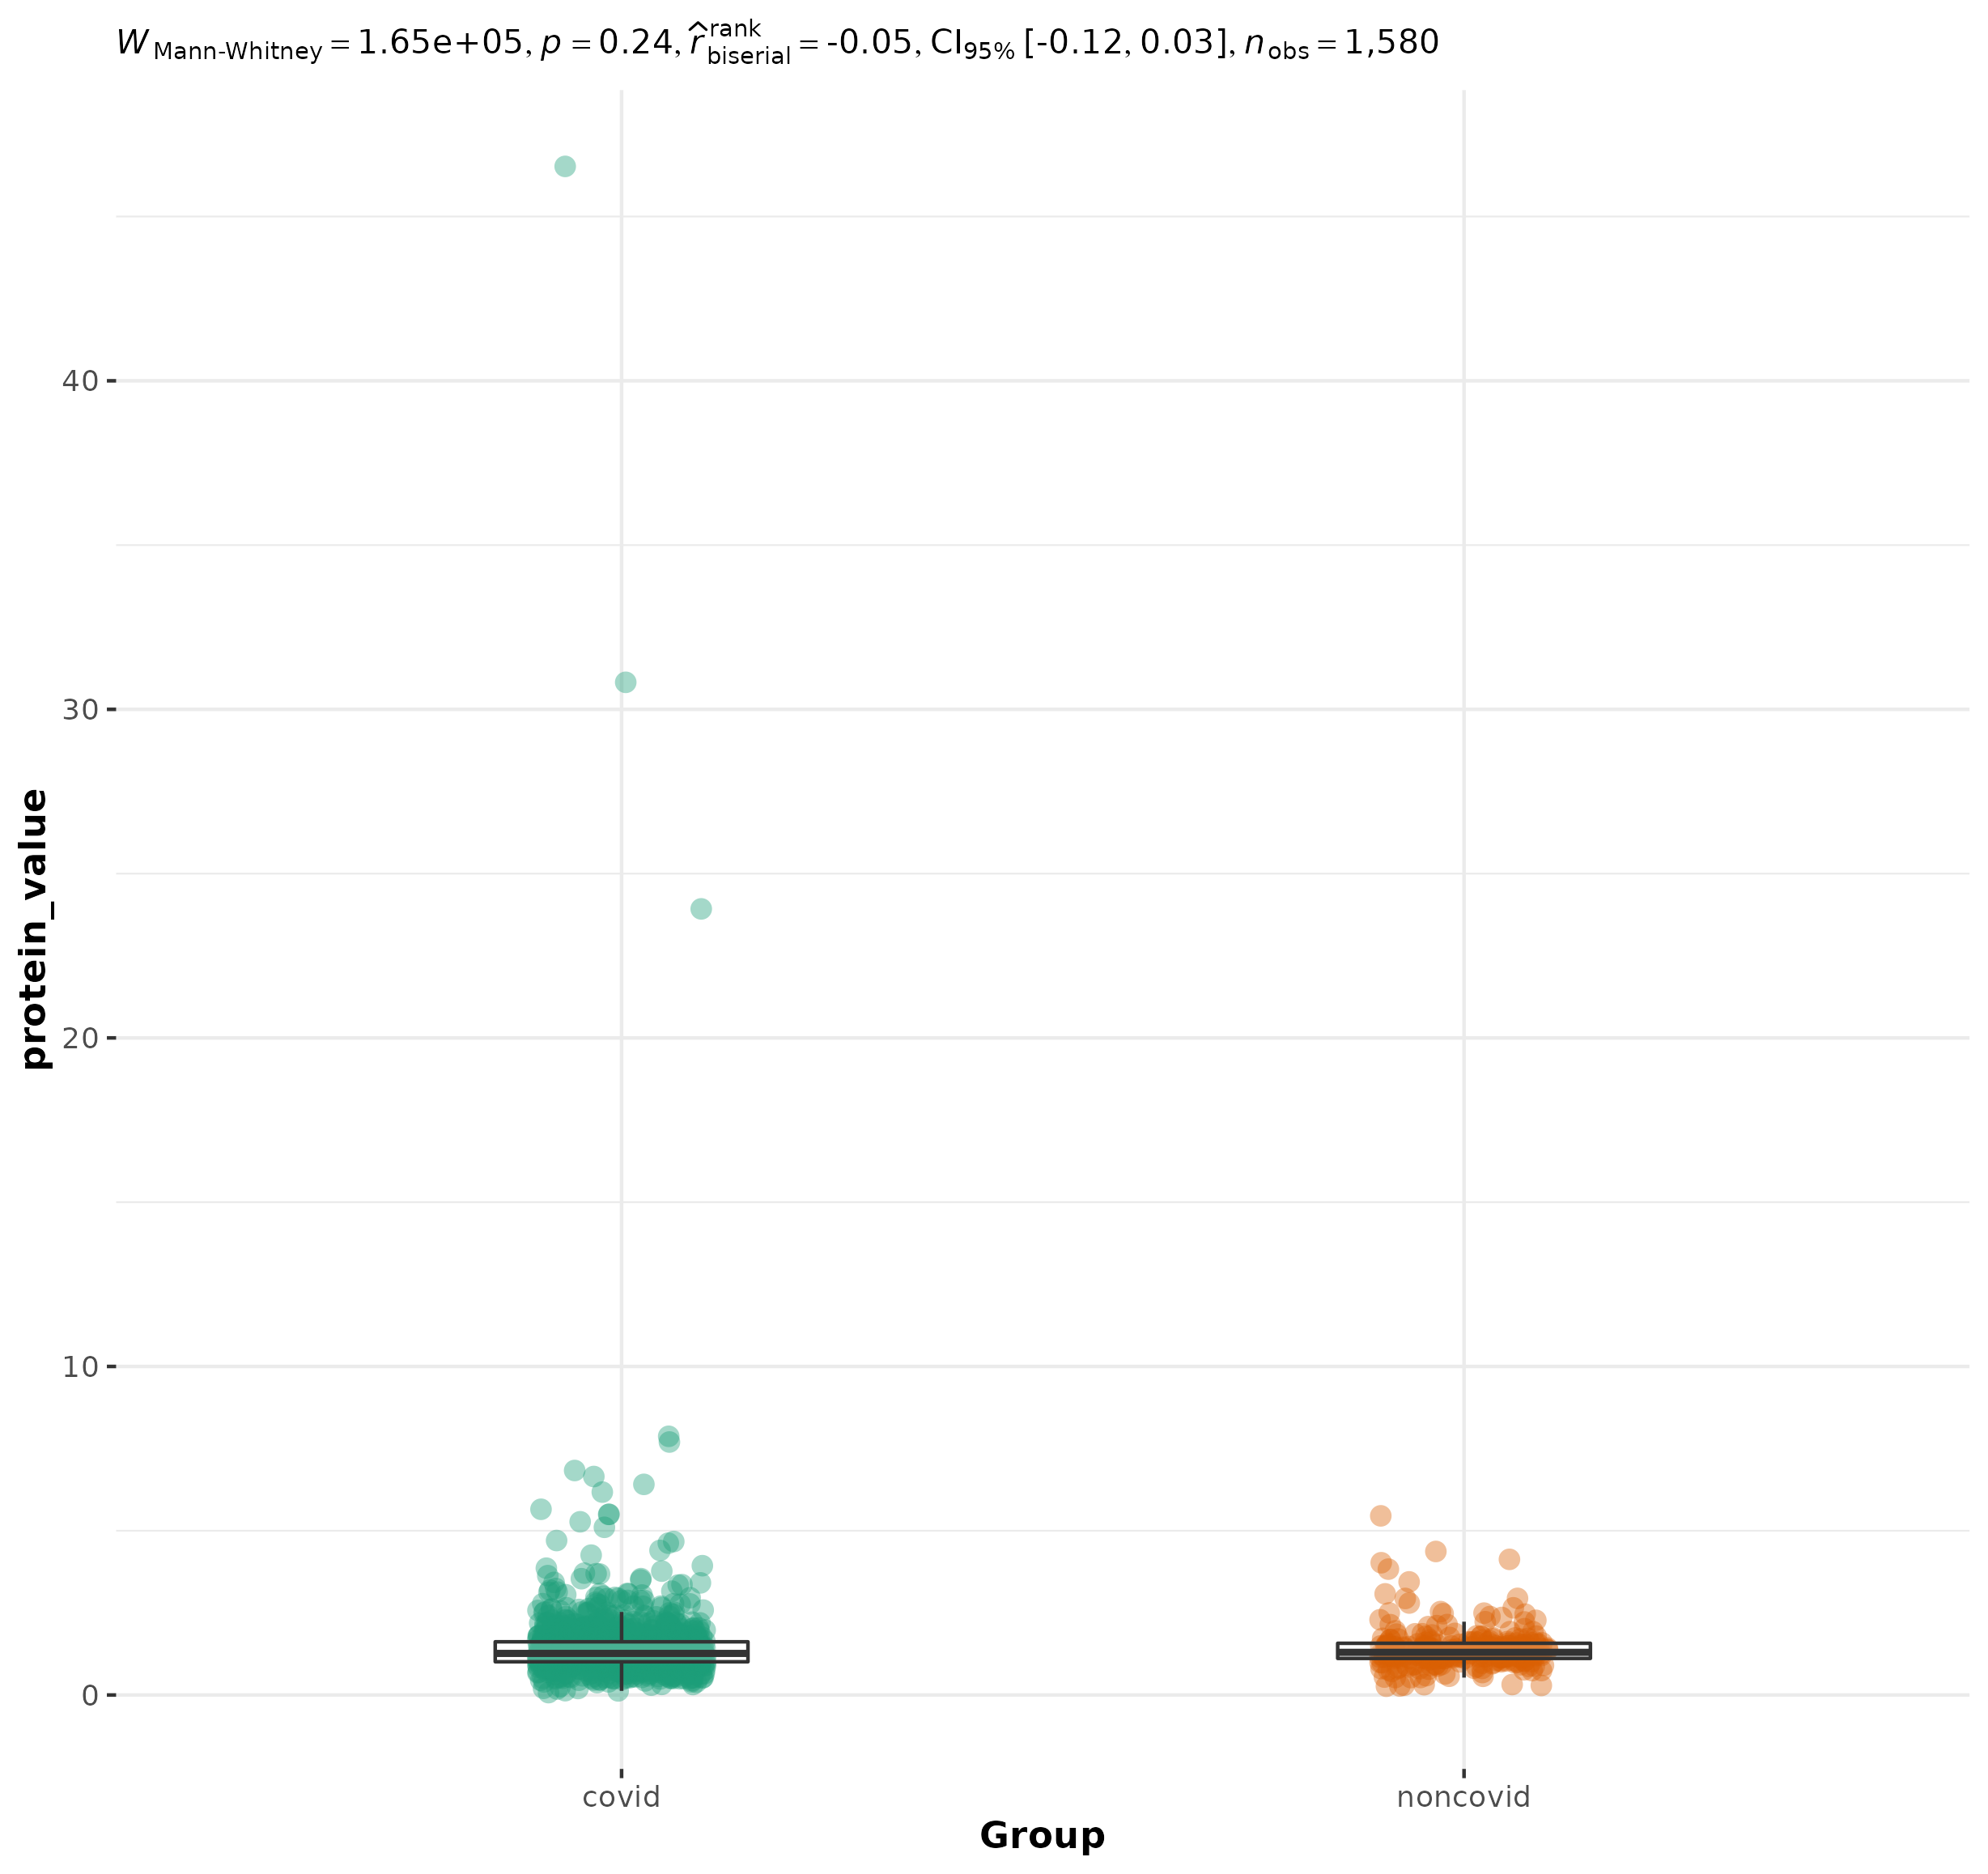 W Mann-Whitney = 1.65e+05, p = 0.24, r̂ rank biserial = -0.05, CI95% [-0.12, 0.03], n obs = 1,580
protein_value
40
30
20
10
0
covid noncovid
Group